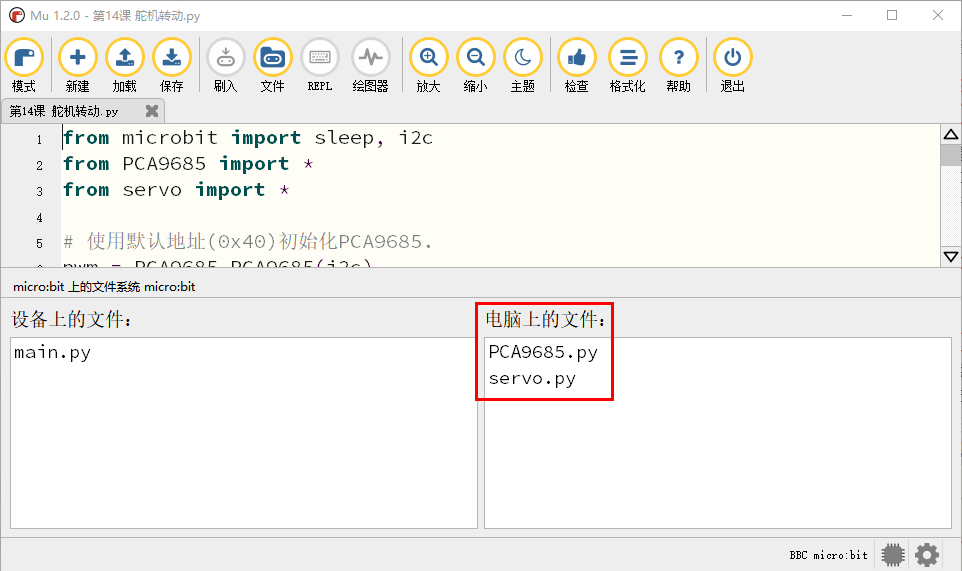 Mu 1.2.0 - 第14课 舵机转动.py
模式 新建 加载 保存 刷入 文件 REPL 绘图器 放大 缩小 主题 检查 格式化 帮助 退出
第14课 舵机转动.py
1 from microbit import sleep, i2c
2 from PCA9685 import *
3 from servo import *
4
5 # 使用默认地址(0x40)初始化PCA9685.
pwm = PCA9685.PCA9685(i2c)
micro:bit 上的文件系统 micro:bit
设备上的文件：
main.py
电脑上的文件：
PCA9685.py
servo.py
BBC micro:bit